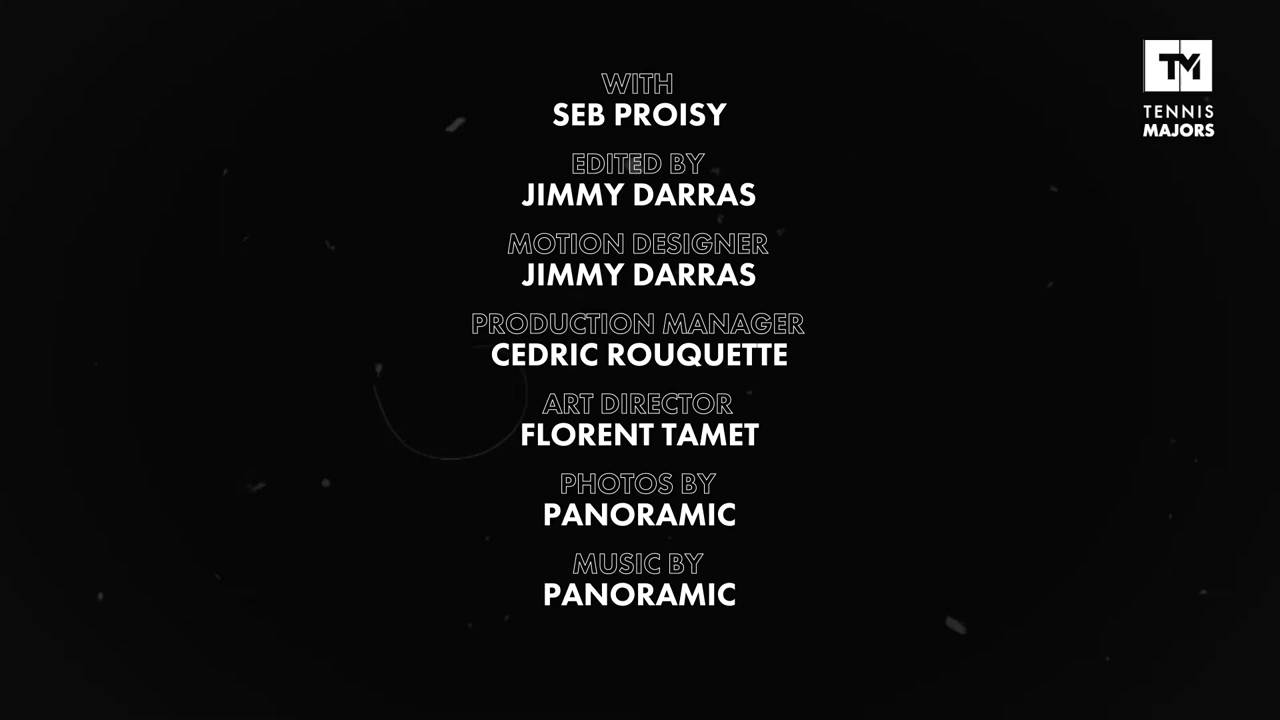 WITH
SEB PROISY
EDITED BY
JIMMY DARRAS
MOTION DESIGNER
JIMMY DARRAS
PRODUCTION MANAGER
CEDRIC ROUQUETTE
ART DIRECTOR
FLORENT TAMET
PHOTOS BY
PANORAMIC
MUSIC BY
PANORAMIC
TM
TENNIS
MAJORS